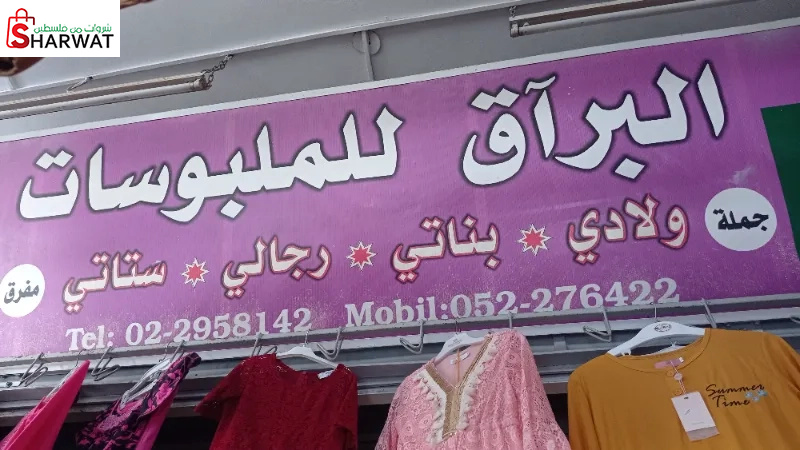 شروات من فلسطين
SHARWAT
البرآق للملبوسات
جملة
ولادي * بناتي * رجالي * ستاتي
مفرق
Tel: 02-2958142 Mobil:052-276422
Summer
Time